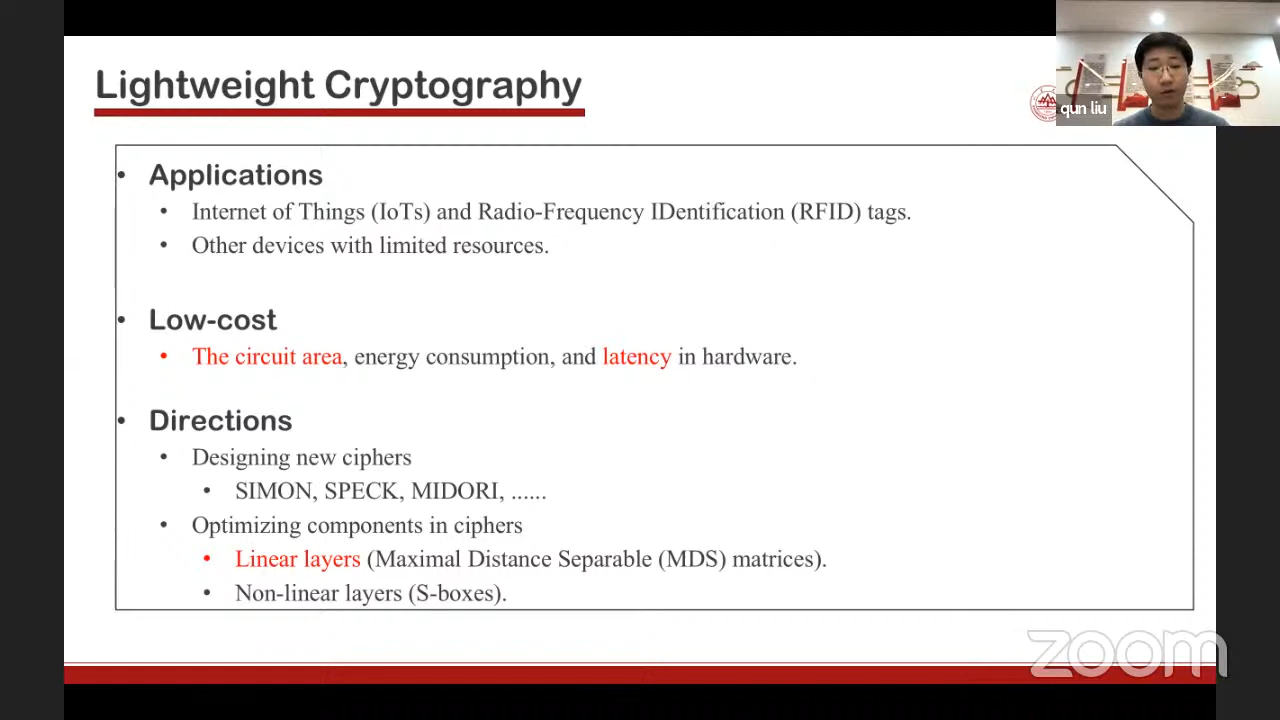 Lightweight Cryptography
qun liu
• Applications
• Internet of Things (IoTs) and Radio-Frequency IDentification (RFID) tags.
• Other devices with limited resources.
• Low-cost
• The circuit area, energy consumption, and latency in hardware.
• Directions
• Designing new ciphers
• SIMON, SPECK, MIDORI, ......
• Optimizing components in ciphers
• Linear layers (Maximal Distance Separable (MDS) matrices).
• Non-linear layers (S-boxes).
zoom